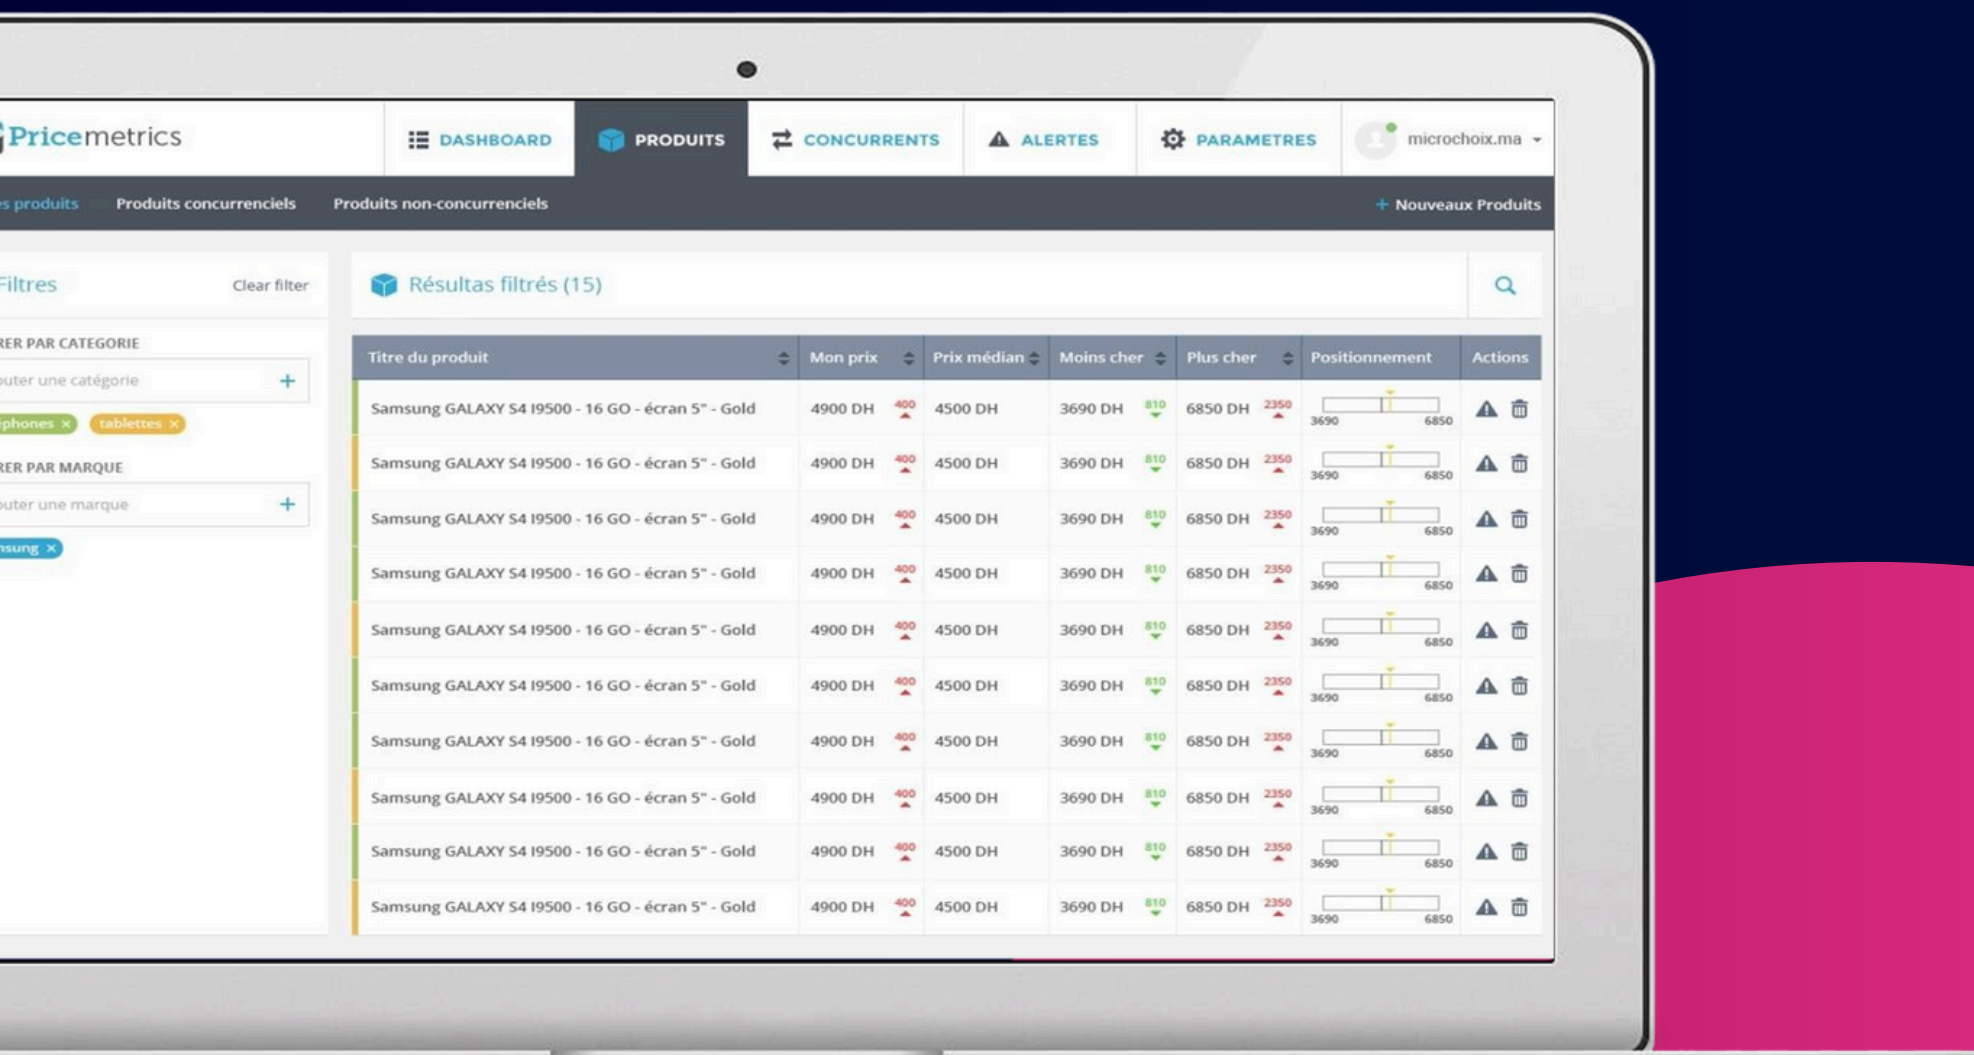 Pricemetrics
DASHBOARD PRODUITS CONCURRENTS ALERTES PARAMETRES microchoix.ma
produits Produits concurrenciels Produits non-concurrenciels + Nouveaux Produits
Filtres Clear filter
PAR CATEGORIE
une catégorie +
tablettes ×
PAR MARQUE
une marque +
Résultas filtrés (15)
Titre du produit Mon prix Prix médian Moins cher Plus cher Positionnement Actions
Samsung GALAXY S4 I9500 - 16 GO - écran 5" - Gold 4900 DH 400 4500 DH 3690 DH 810 6850 DH 2350 3690 6850
Samsung GALAXY S4 I9500 - 16 GO - écran 5" - Gold 4900 DH 400 4500 DH 3690 DH 810 6850 DH 2350 3690 6850
Samsung GALAXY S4 I9500 - 16 GO - écran 5" - Gold 4900 DH 400 4500 DH 3690 DH 810 6850 DH 2350 3690 6850
Samsung GALAXY S4 I9500 - 16 GO - écran 5" - Gold 4900 DH 400 4500 DH 3690 DH 810 6850 DH 2350 3690 6850
Samsung GALAXY S4 I9500 - 16 GO - écran 5" - Gold 4900 DH 400 4500 DH 3690 DH 810 6850 DH 2350 3690 6850
Samsung GALAXY S4 I9500 - 16 GO - écran 5" - Gold 4900 DH 400 4500 DH 3690 DH 810 6850 DH 2350 3690 6850
Samsung GALAXY S4 I9500 - 16 GO - écran 5" - Gold 4900 DH 400 4500 DH 3690 DH 810 6850 DH 2350 3690 6850
Samsung GALAXY S4 I9500 - 16 GO - écran 5" - Gold 4900 DH 400 4500 DH 3690 DH 810 6850 DH 2350 3690 6850
Samsung GALAXY S4 I9500 - 16 GO - écran 5" - Gold 4900 DH 400 4500 DH 3690 DH 810 6850 DH 2350 3690 6850
Samsung GALAXY S4 I9500 - 16 GO - écran 5" - Gold 4900 DH 400 4500 DH 3690 DH 810 6850 DH 2350 3690 6850